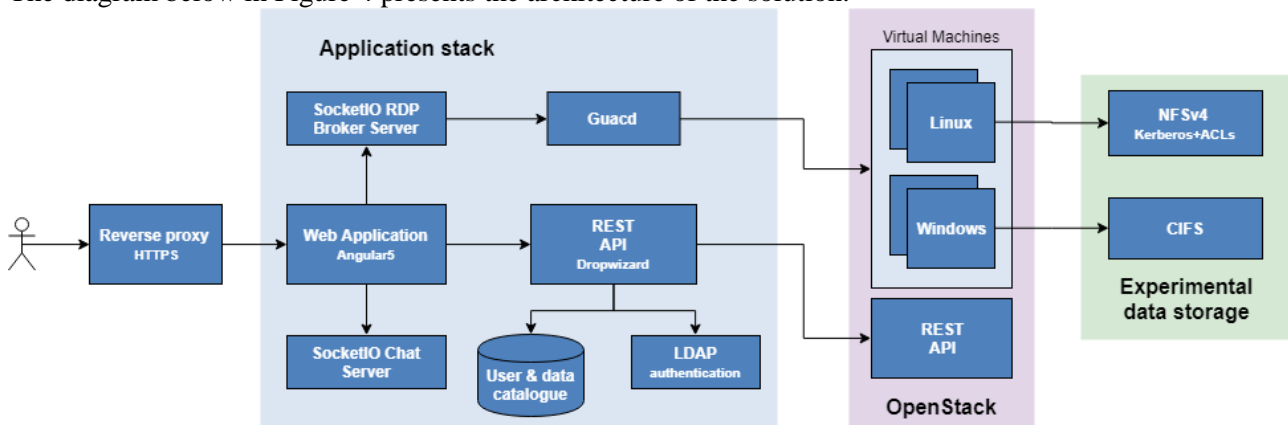 The diagram below in Figure 4 presents the architecture of the solution.
Application stack
SocketIO RDP
Broker Server
Guacd
Reverse proxy
HTTPS
Web Application
Angular5
REST
API
Dropwizard
SocketIO Chat
Server
User & data
catalogue
LDAP
authentication
Virtual Machines
Linux
Windows
REST
API
OpenStack
NFSv4
Kerberos+ACLs
CIFS
Experimental
data storage